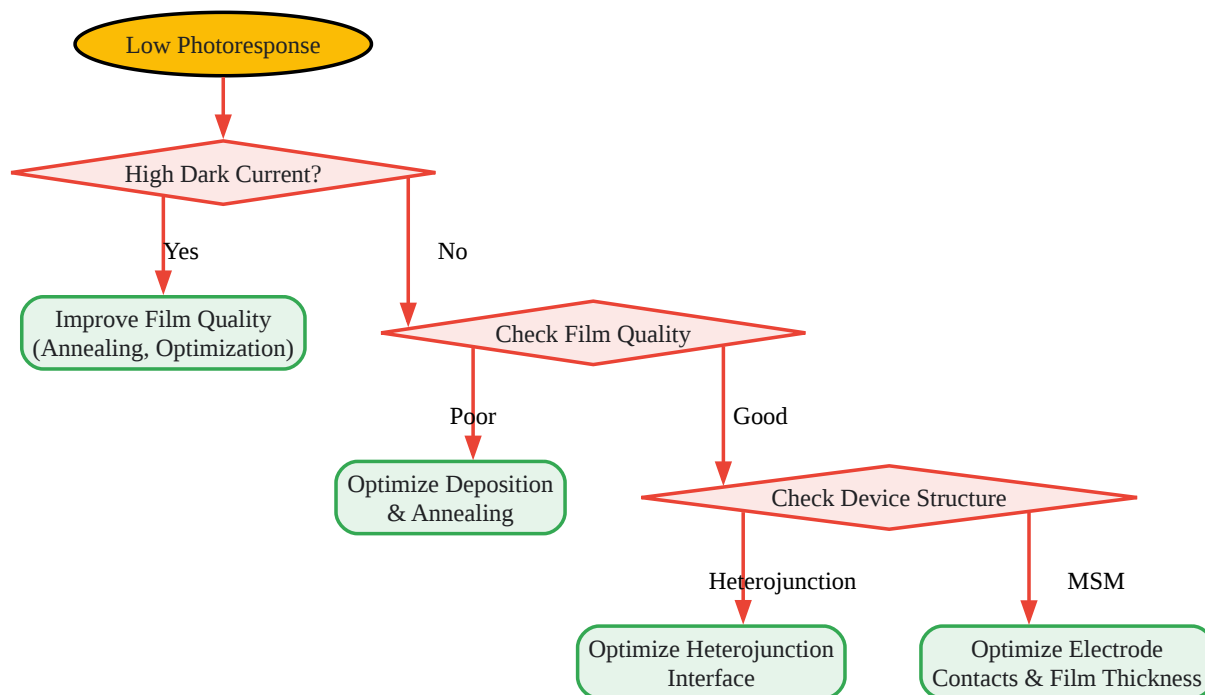 Low Photoresponse
High Dark Current?
Yes
No
Improve Film Quality
(Annealing, Optimization)
Check Film Quality
Poor
Good
Optimize Deposition
& Annealing
Check Device Structure
Heterojunction
MSM
Optimize Heterojunction
Interface
Optimize Electrode
Contacts & Film Thickness